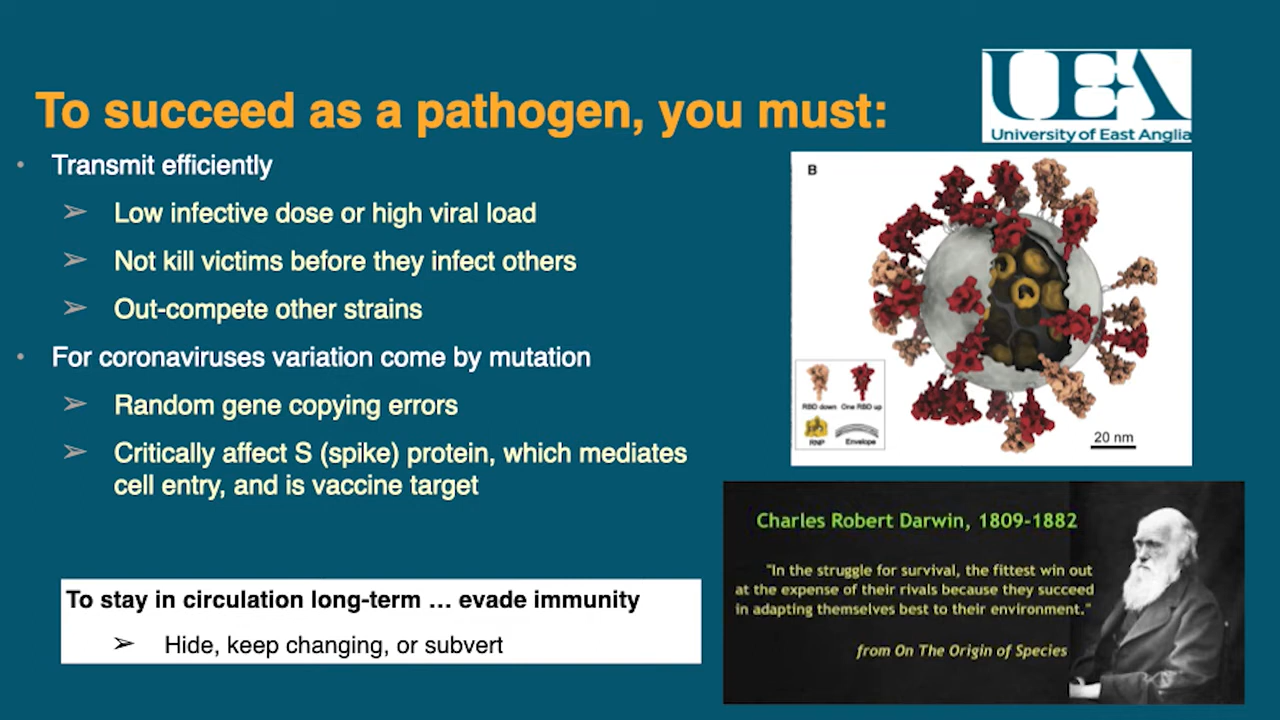 To succeed as a pathogen, you must:
UEA
University of East Anglia
• Transmit efficiently
➢ Low infective dose or high viral load
➢ Not kill victims before they infect others
➢ Out-compete other strains
• For coronaviruses variation come by mutation
➢ Random gene copying errors
➢ Critically affect S (spike) protein, which mediates
cell entry, and is vaccine target
To stay in circulation long-term ... evade immunity
➢ Hide, keep changing, or subvert
B
RBD down One RBD up
RNP Envelope
20 nm
Charles Robert Darwin, 1809-1882
"In the struggle for survival, the fittest win out
at the expense of their rivals because they succeed
in adapting themselves best to their environment."
from On The Origin of Species